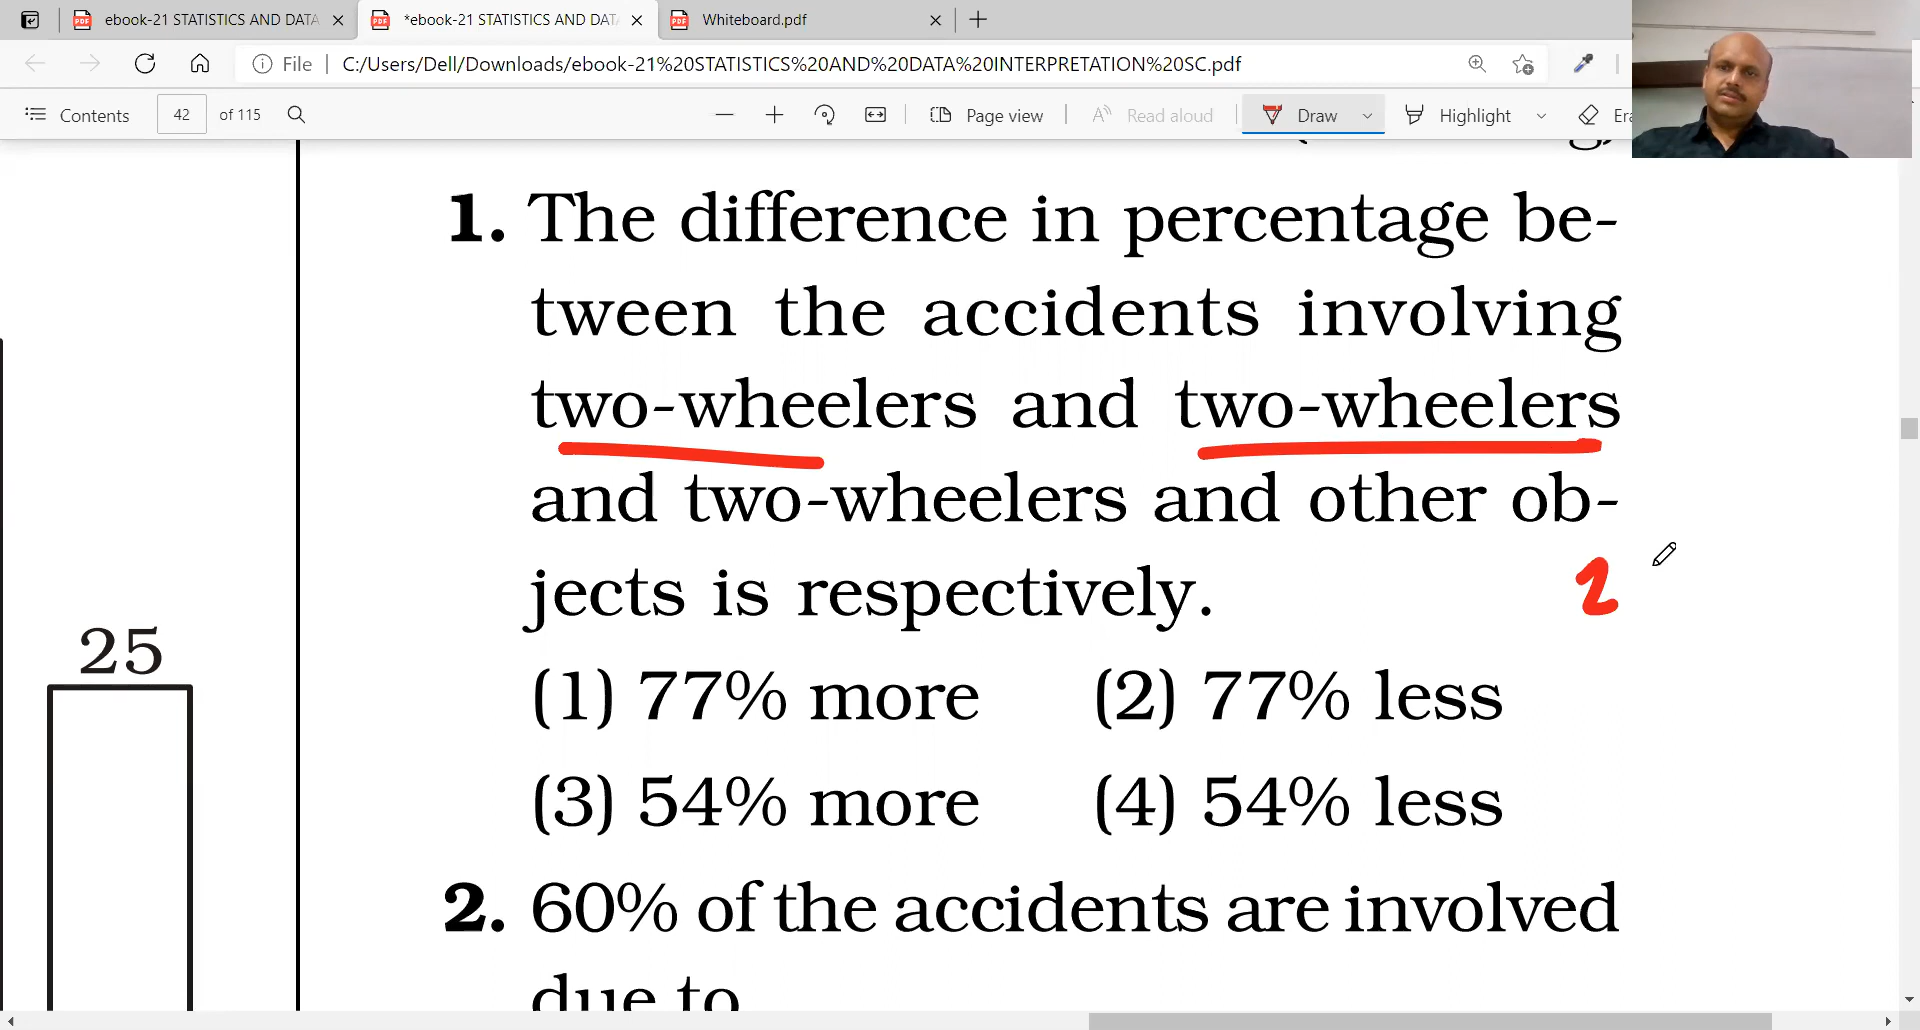 ebook-21 STATISTICS AND DATA
*ebook-21 STATISTICS AND DAT
Whiteboard.pdf
File
C:/Users/Dell/Downloads/ebook-21%20STATISTICS%20AND%20DATA%20INTERPRETATION%20SC.pdf
Contents
42
of 115
Page view
Read aloud
Draw
Highlight
Er
1. The difference in percentage be-
tween the accidents involving
two-wheelers and two-wheelers
and two-wheelers and other ob-
jects is respectively.
2
(1) 77% more (2) 77% less
(3) 54% more (4) 54% less
2. 60% of the accidents are involved
due to
25